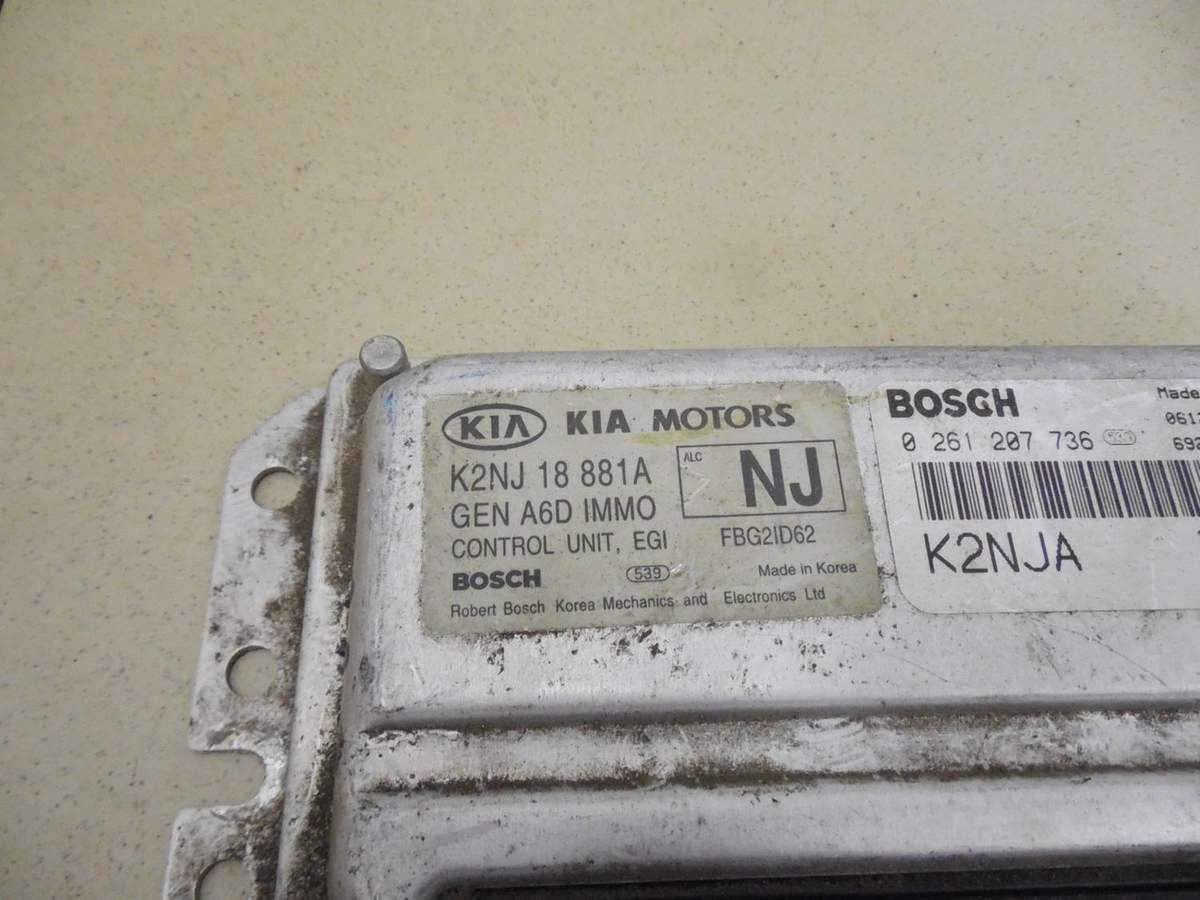 KIA KIA MOTORS
K2NJ 18 881A
GEN A6D IMMO
CONTROL UNIT, EGI
ALC
NJ
FBG2ID62
BOSCH 539 Made in Korea
Robert Bosch Korea Mechanics and Electronics Ltd
BOSCH
Made
0 261 207 736
K2NJA